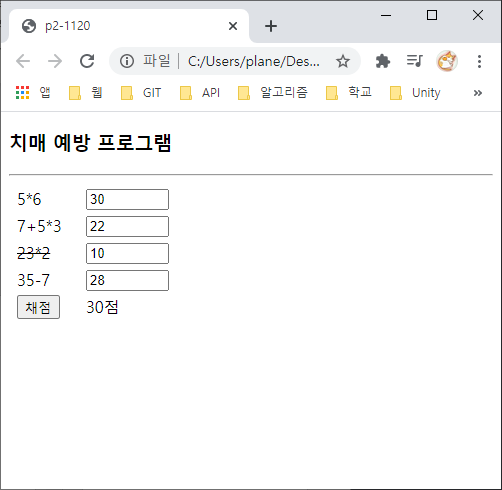 p2-1120
파일 C:/Users/plane/Des...
앱 웹 GIT API 알고리즘 학교 Unity »
치매 예방 프로그램
5*6 30
7+5*3 22
23*2 10
35-7 28
채점 30점